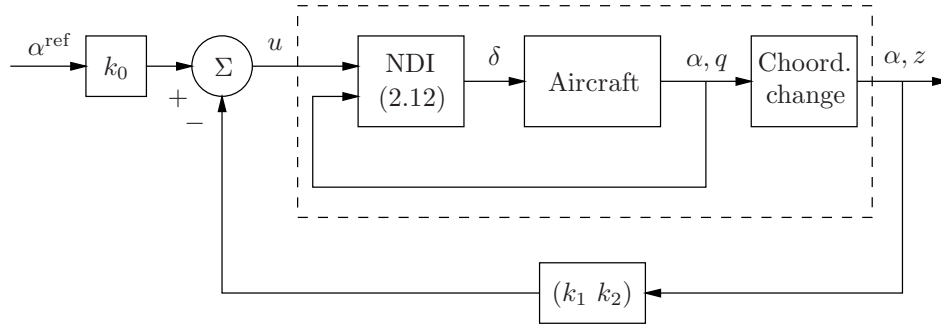 α^ref
k₀
+
−
Σ
u
NDI
(2.12)
δ
Aircraft
α, q
Choord.
change
α, z
(k₁ k₂)